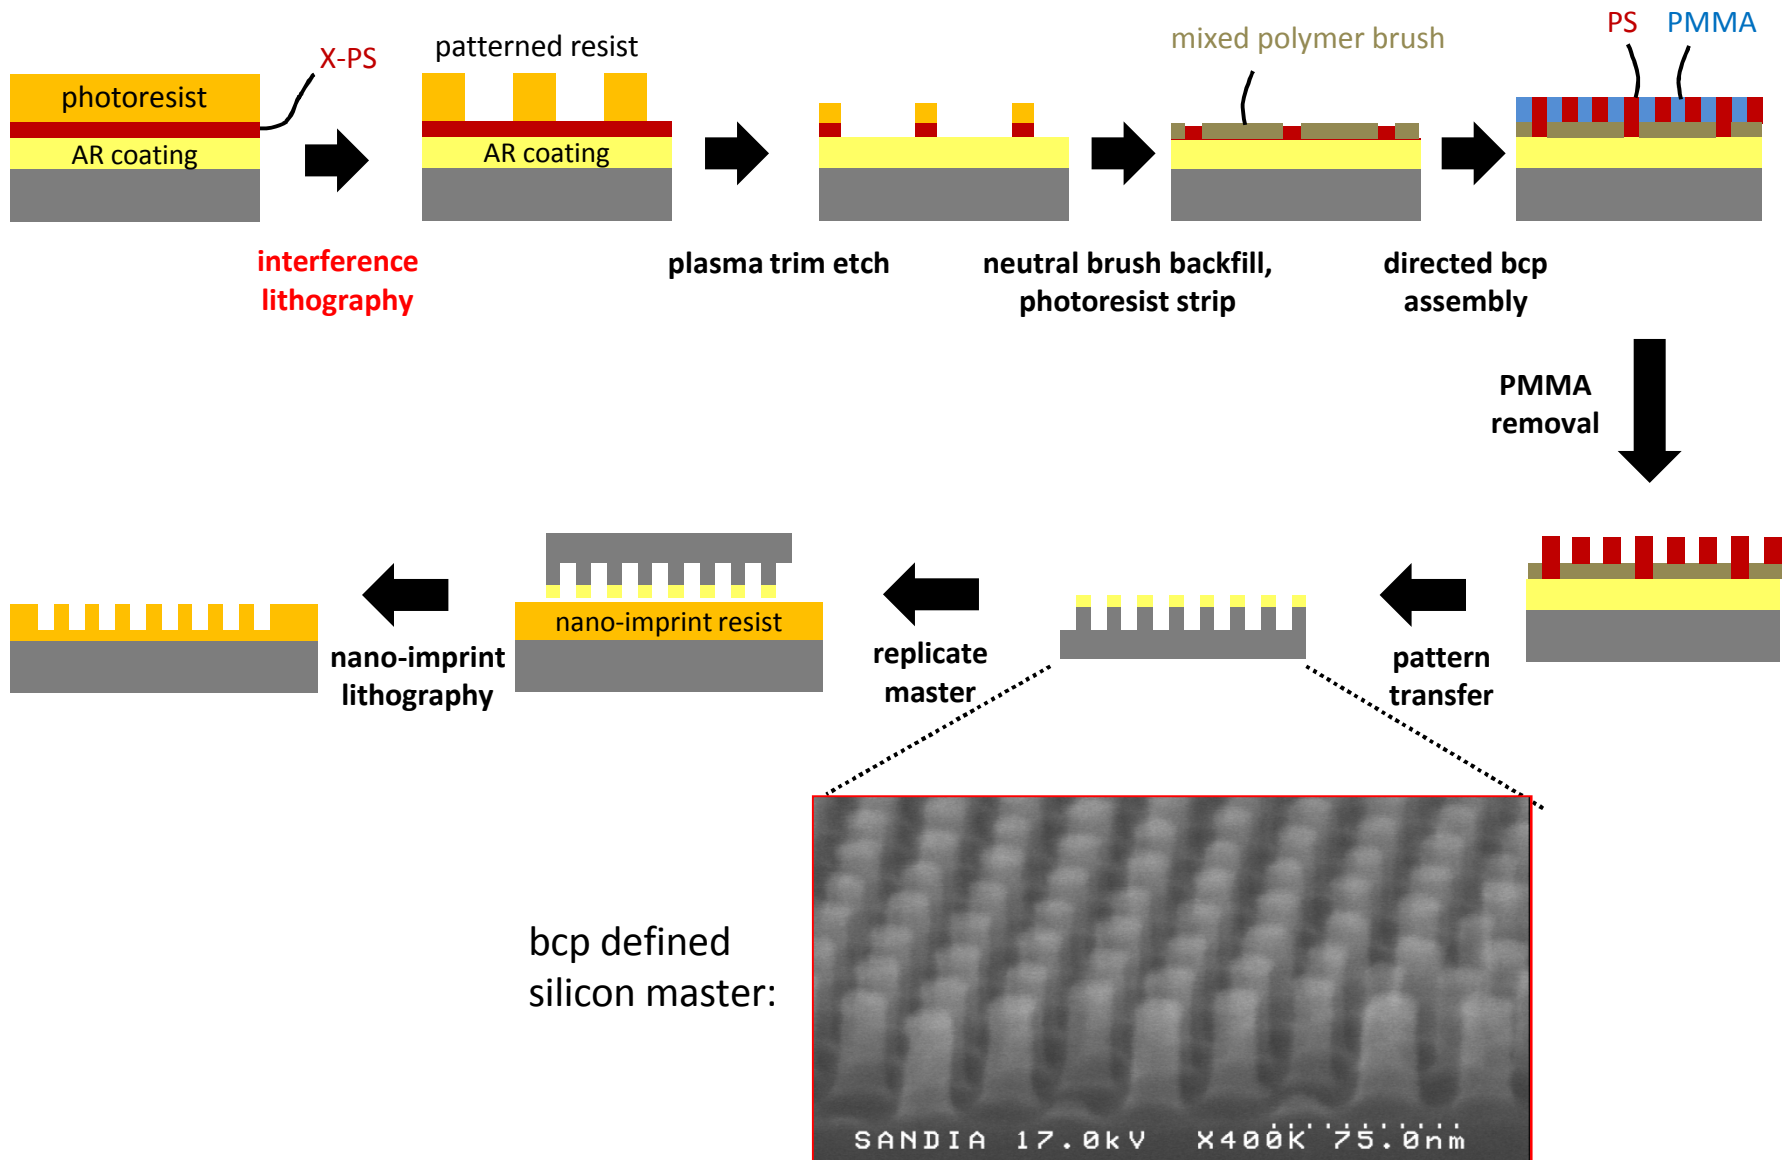 X-PS
photoresist
AR coating
interference
lithography
patterned resist
AR coating
plasma trim etch
mixed polymer brush
neutral brush backfill,
photoresist strip
directed bcp
assembly
PS PMMA
PMMA
removal
pattern
transfer
replicate
master
nano-imprint resist
nano-imprint
lithography
bcp defined
silicon master:
SANDIA 17.0kV X400K 75.0nm